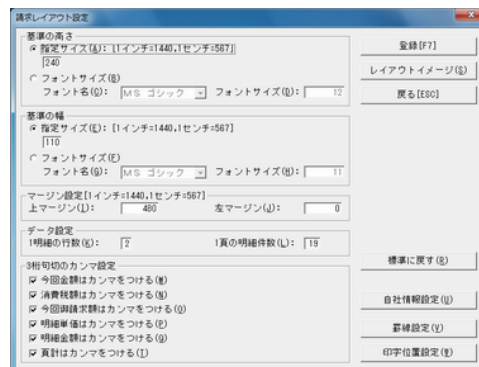 請求レイアウト設定
基準の高さ
指定サイズ(A): [1インチ=1440,1センチ=567]
240
フォントサイズ(B)
フォント名(C): MS ゴシック フォントサイズ(D): 12
基準の幅
指定サイズ(E): [1インチ=1440,1センチ=567]
110
フォントサイズ(F)
フォント名(G): MS ゴシック フォントサイズ(H): 11
マージン設定[1インチ=1440,1センチ=567]
上マージン(I): 480 左マージン(J): 0
データ設定
1明細の行数(K): 2 1頁の明細件数(L): 19
3桁句切のカンマ設定
今回金額はカンマをつける(M)
消費税額はカンマをつける(N)
今回御請求額はカンマをつける(O)
明細単価はカンマをつける(P)
明細金額はカンマをつける(Q)
頁計はカンマをつける(T)
登録[F7]
レイアウトイメージ(S)
戻る[ESC]
標準に戻す(R)
自社情報設定(U)
罫線設定(V)
印字位置設定(W)